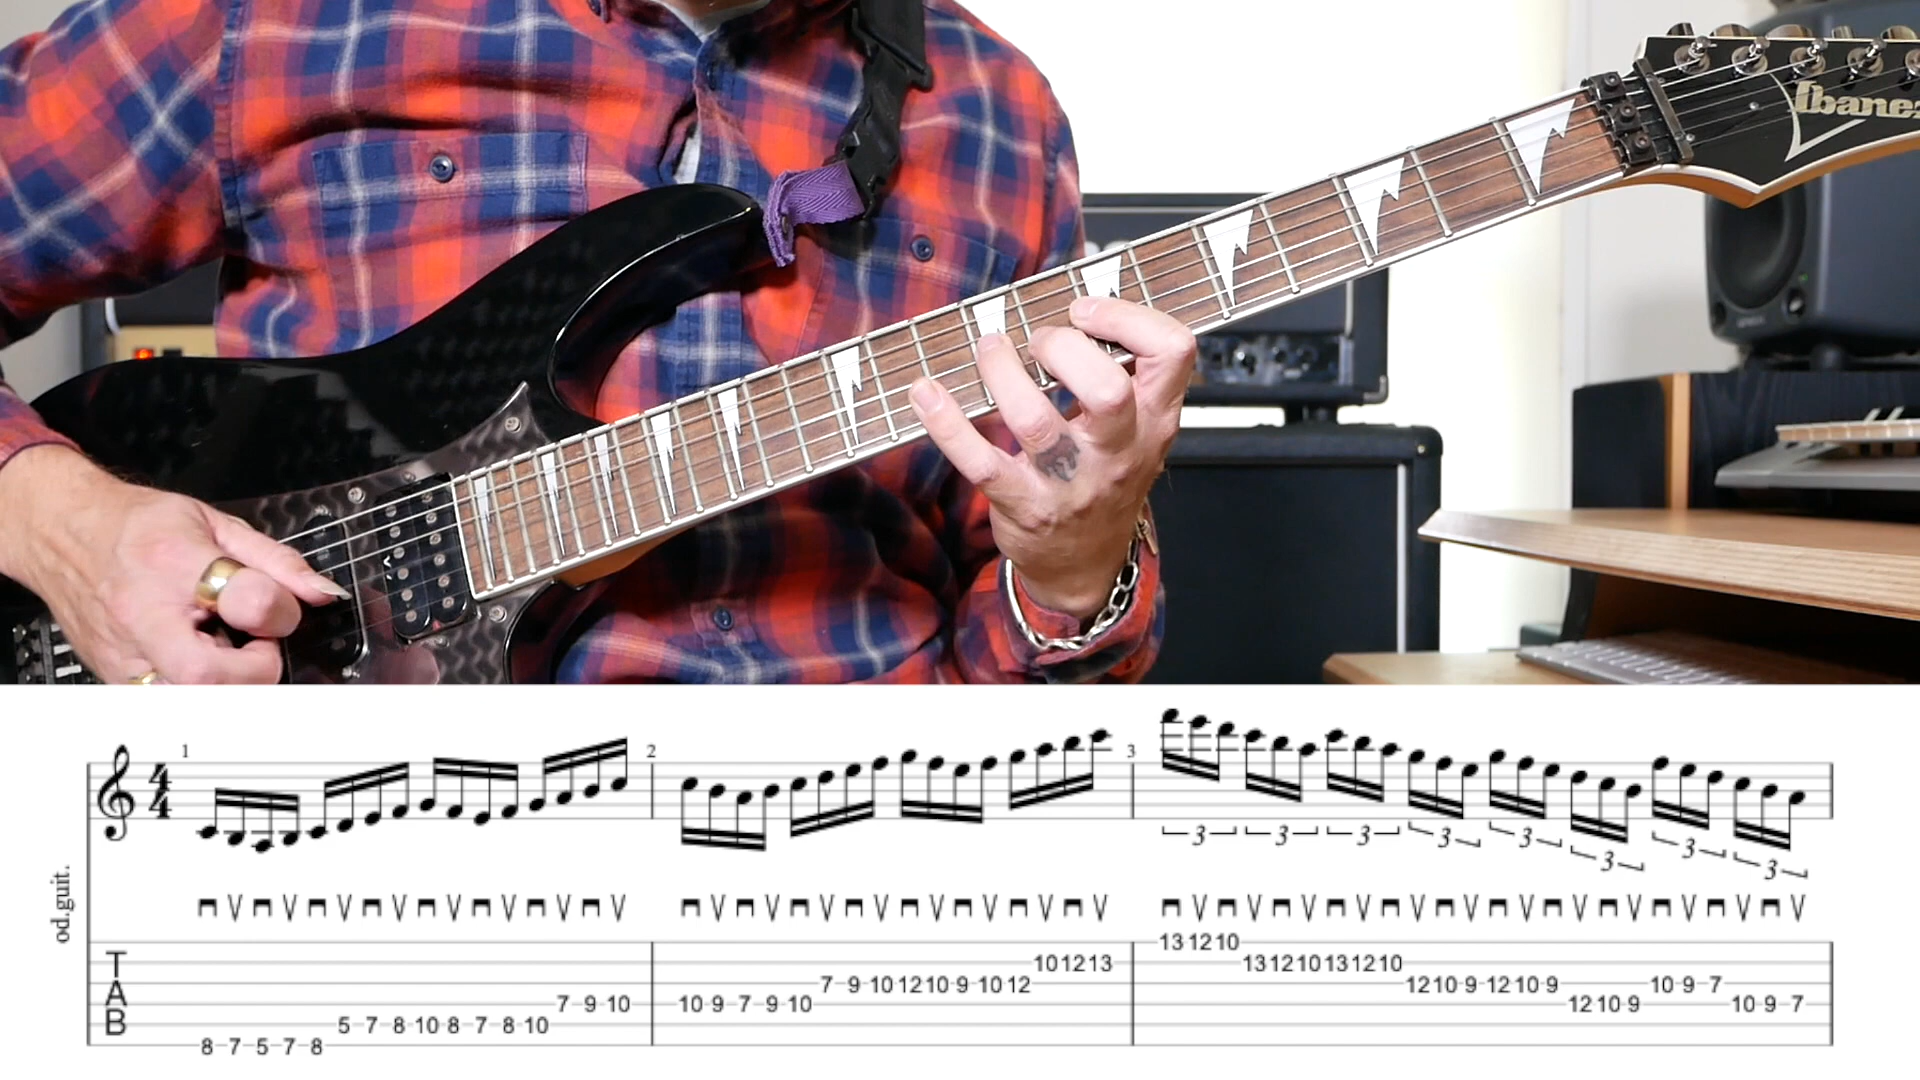 Ibanez
1 2 3
4
4
3 3 3 3 3 3 3 3
od.guit.
T
A
B
13 12 10
10 12 13 13 12 10 13 12 10
7 9 10 12 10 9 10 12 12 10 9 12 10 9 10 9 7
7 9 10 10 9 7 9 10 12 10 9 10 9 7
5 7 8 10 8 7 8 10
8 7 5 7 8